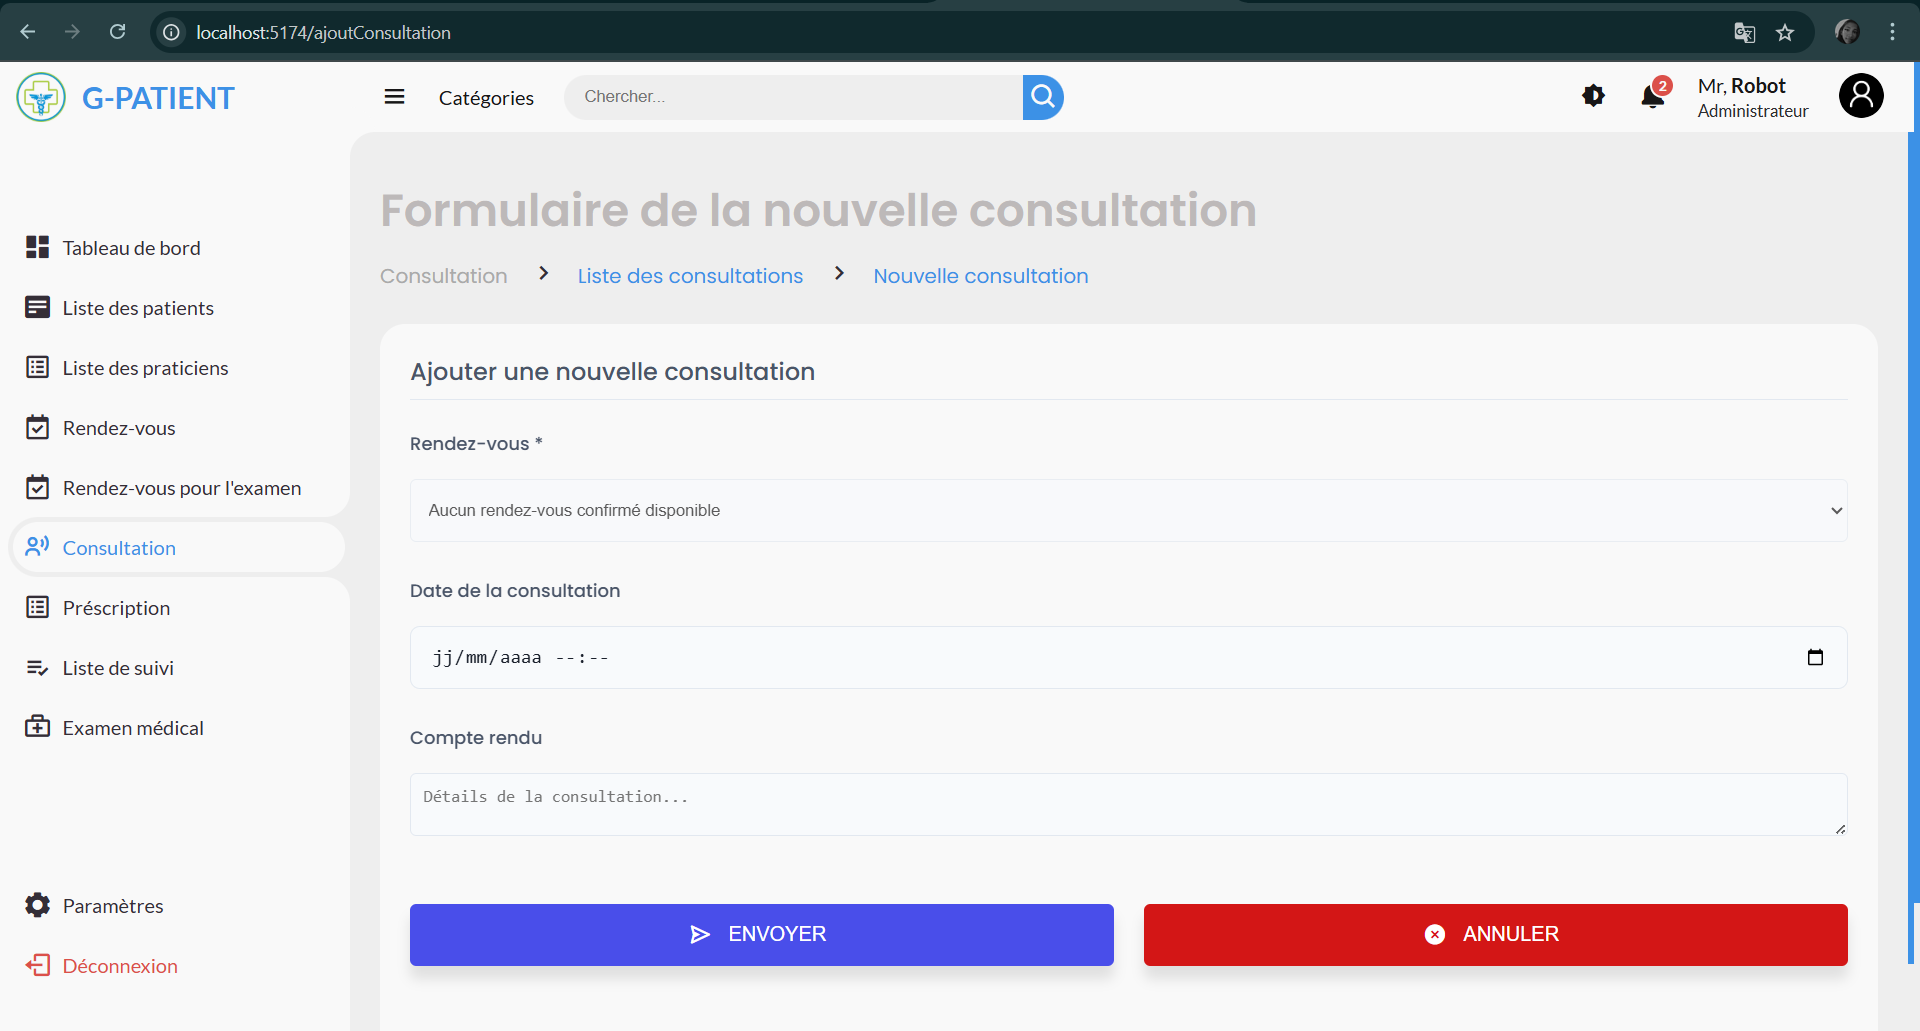 localhost:5174/ajoutConsultation
G-PATIENT
Catégories
Chercher...
2
Mr, Robot
Administrateur
Tableau de bord
Liste des patients
Liste des praticiens
Rendez-vous
Rendez-vous pour l'examen
Consultation
Préscription
Liste de suivi
Examen médical
Paramètres
Déconnexion
Formulaire de la nouvelle consultation
Consultation > Liste des consultations > Nouvelle consultation
Ajouter une nouvelle consultation
Rendez-vous *
Aucun rendez-vous confirmé disponible
Date de la consultation
jj/mm/aaaa --:--
Compte rendu
Détails de la consultation...
ENVOYER
ANNULER